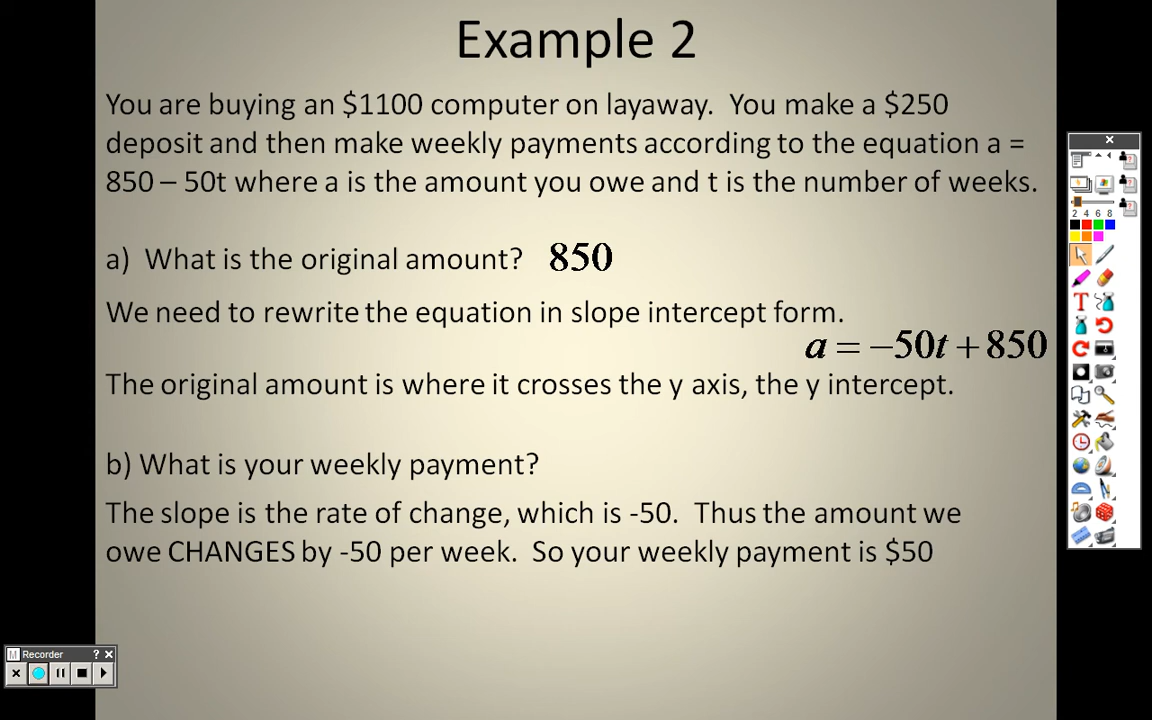 Example 2
You are buying an $1100 computer on layaway. You make a $250
deposit and then make weekly payments according to the equation a =
850 – 50t where a is the amount you owe and t is the number of weeks.
a) What is the original amount? 850
We need to rewrite the equation in slope intercept form.
a = −50t + 850
The original amount is where it crosses the y axis, the y intercept.
b) What is your weekly payment?
The slope is the rate of change, which is -50. Thus the amount we
owe CHANGES by -50 per week. So your weekly payment is $50
2 4 6 8
T
M Recorder ? ×